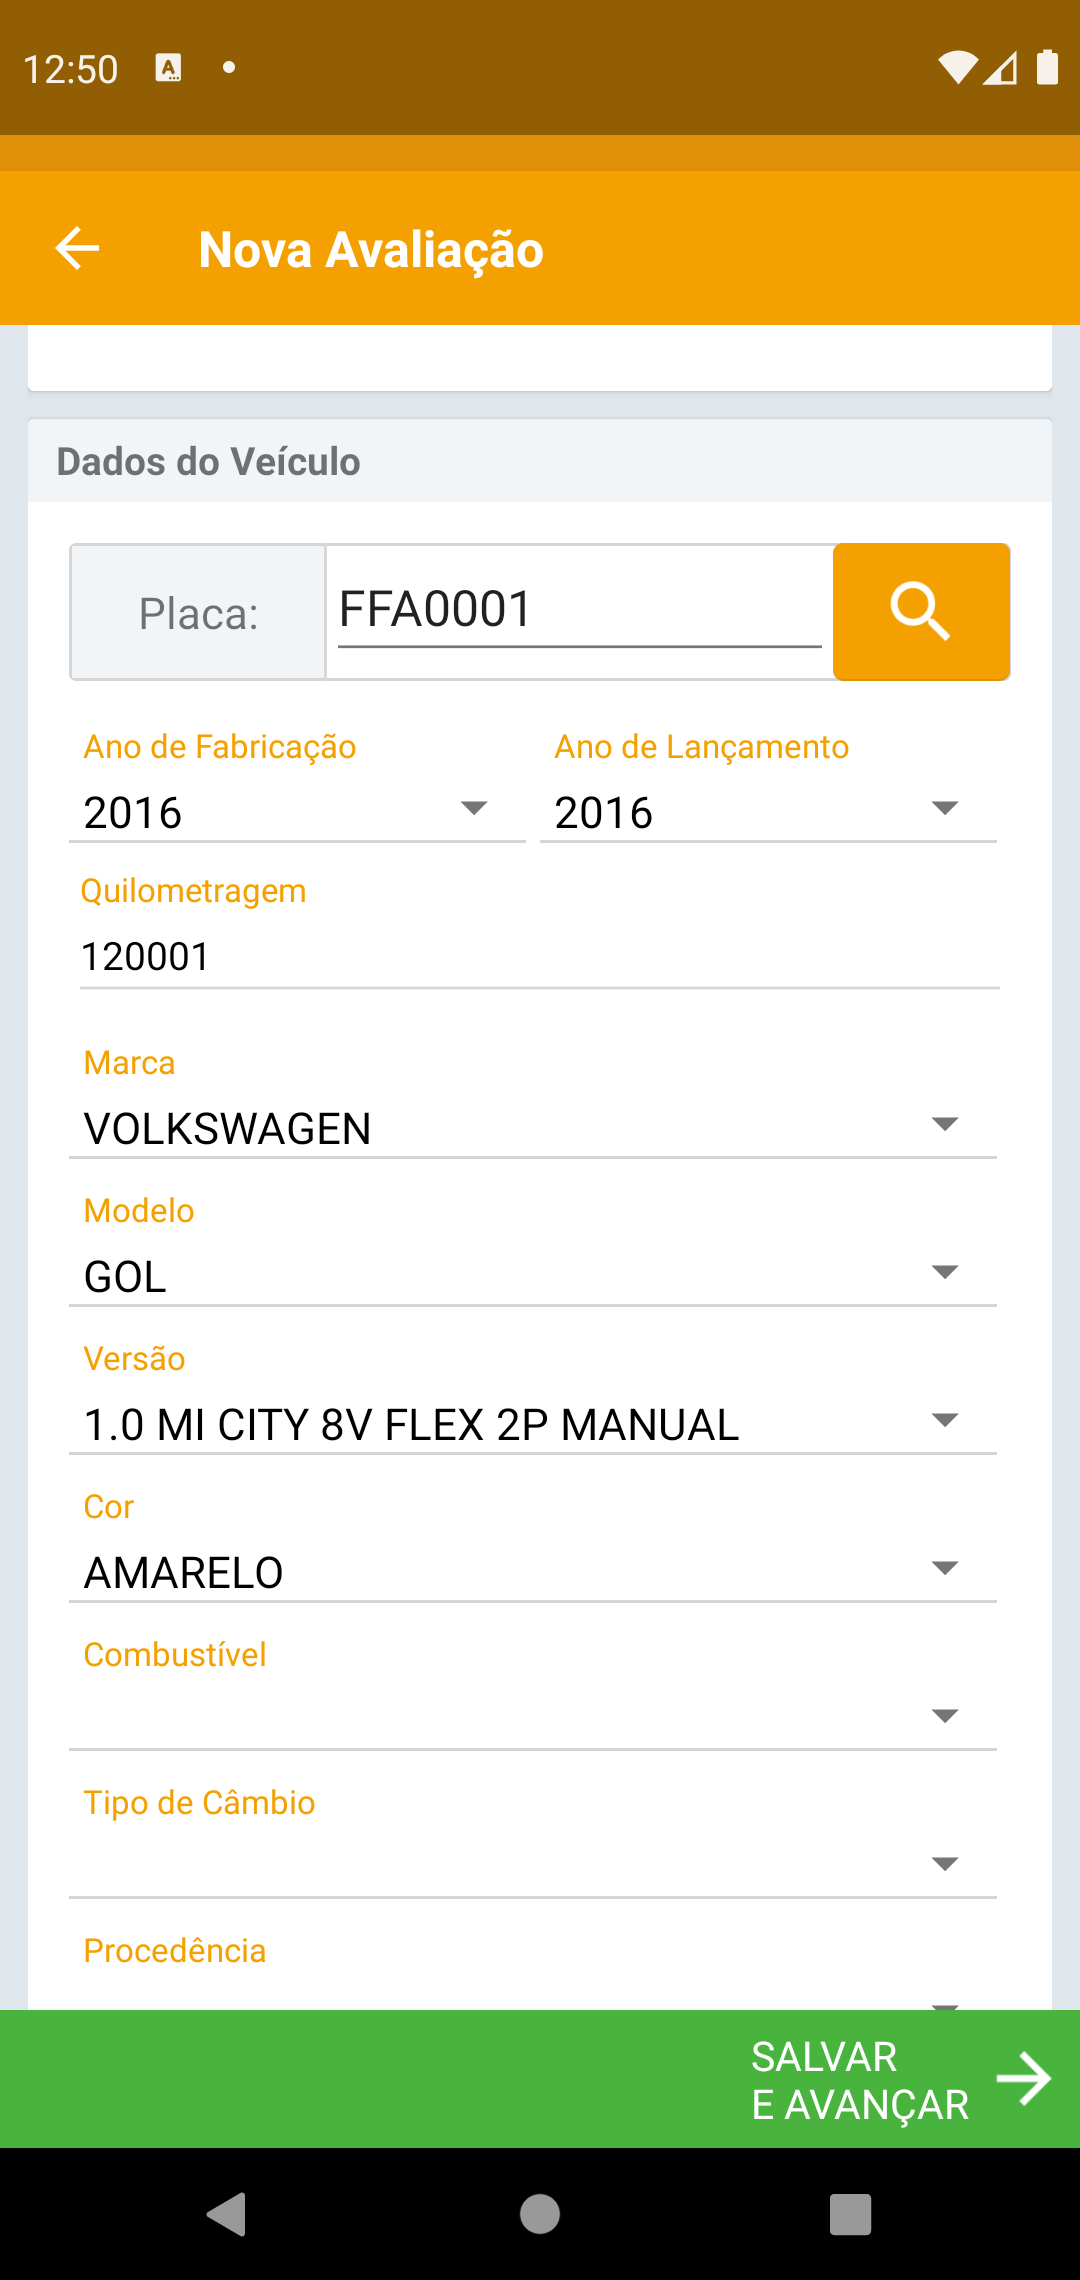 12:50
Nova Avaliação
Dados do Veículo
Placa: FFA0001
Ano de Fabricação Ano de Lançamento
2016 2016
Quilometragem
120001
Marca
VOLKSWAGEN
Modelo
GOL
Versão
1.0 MI CITY 8V FLEX 2P MANUAL
Cor
AMARELO
Combustível
Tipo de Câmbio
Procedência
SALVAR
E AVANÇAR